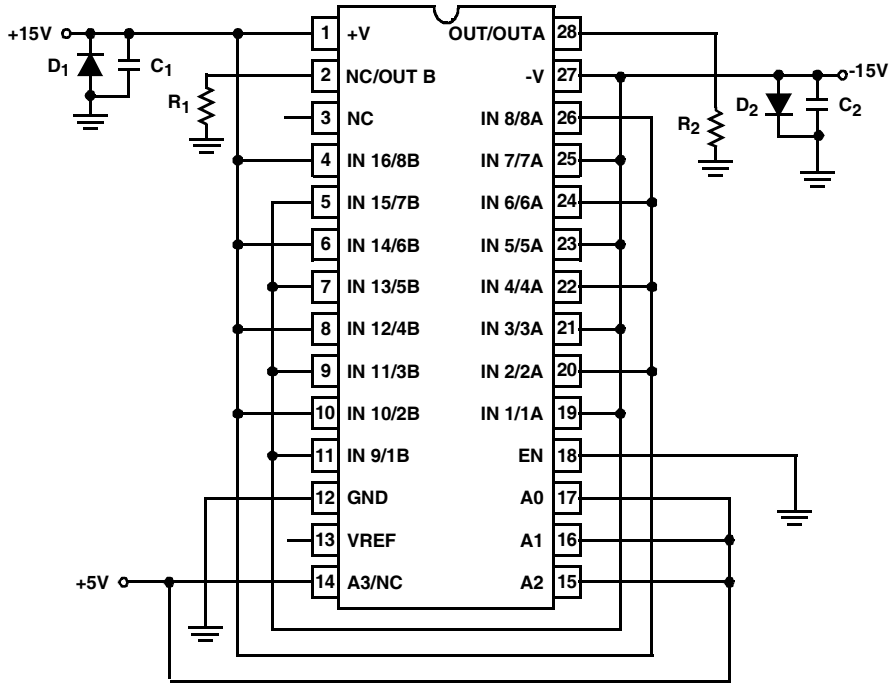 +15V
D1
C1
R1
1 +V OUT/OUTA 28
2 NC/OUT B -V 27
3 NC IN 8/8A 26
4 IN 16/8B IN 7/7A 25
5 IN 15/7B IN 6/6A 24
6 IN 14/6B IN 5/5A 23
7 IN 13/5B IN 4/4A 22
8 IN 12/4B IN 3/3A 21
9 IN 11/3B IN 2/2A 20
10 IN 10/2B IN 1/1A 19
11 IN 9/1B EN 18
12 GND A0 17
13 VREF A1 16
14 A3/NC A2 15
-15V
R2
D2
C2
+5V